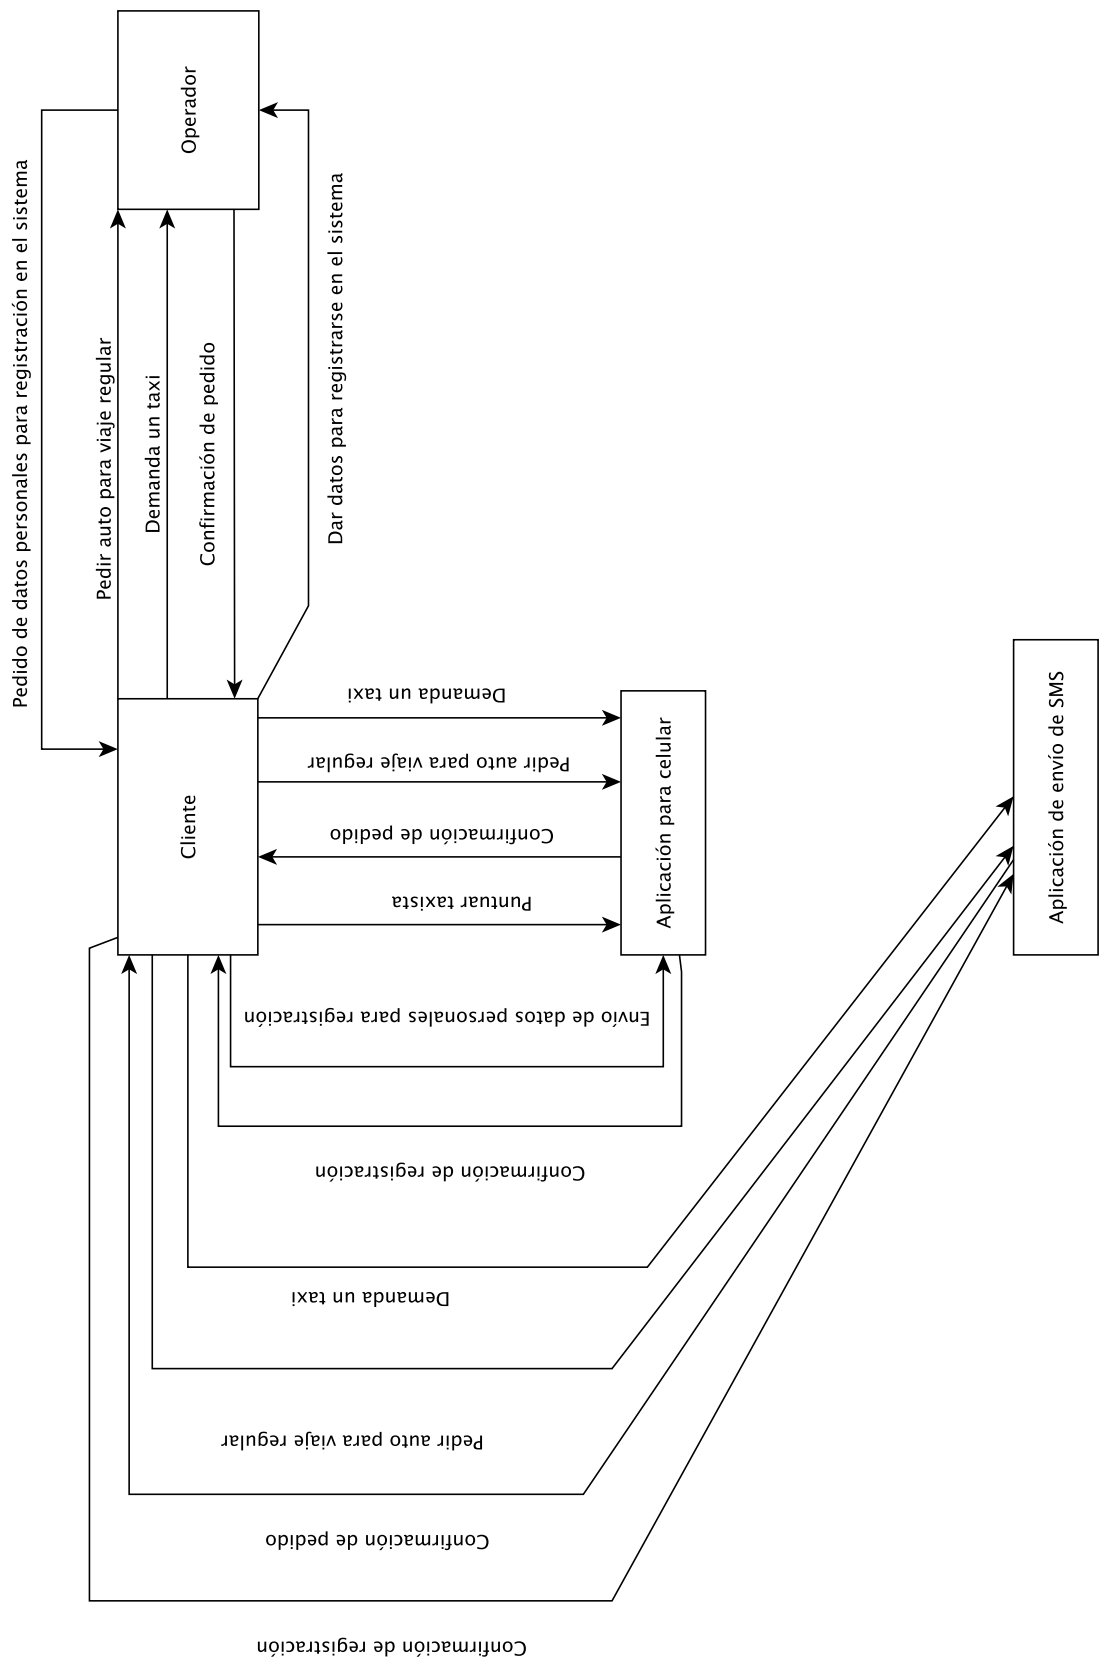 Operador
Pedido de datos personales para registración en el sistema
Pedir auto para viaje regular
Demanda un taxi
Confirmación de pedido
Dar datos para registrarse en el sistema
Cliente
Demanda un taxi
Pedir auto para viaje regular
Confirmación de pedido
Puntuar taxista
Aplicación para celular
Aplicación de envío de SMS
Envío de datos personales para registración
Confirmación de registración
Demanda un taxi
Pedir auto para viaje regular
Confirmación de pedido
Confirmación de registración